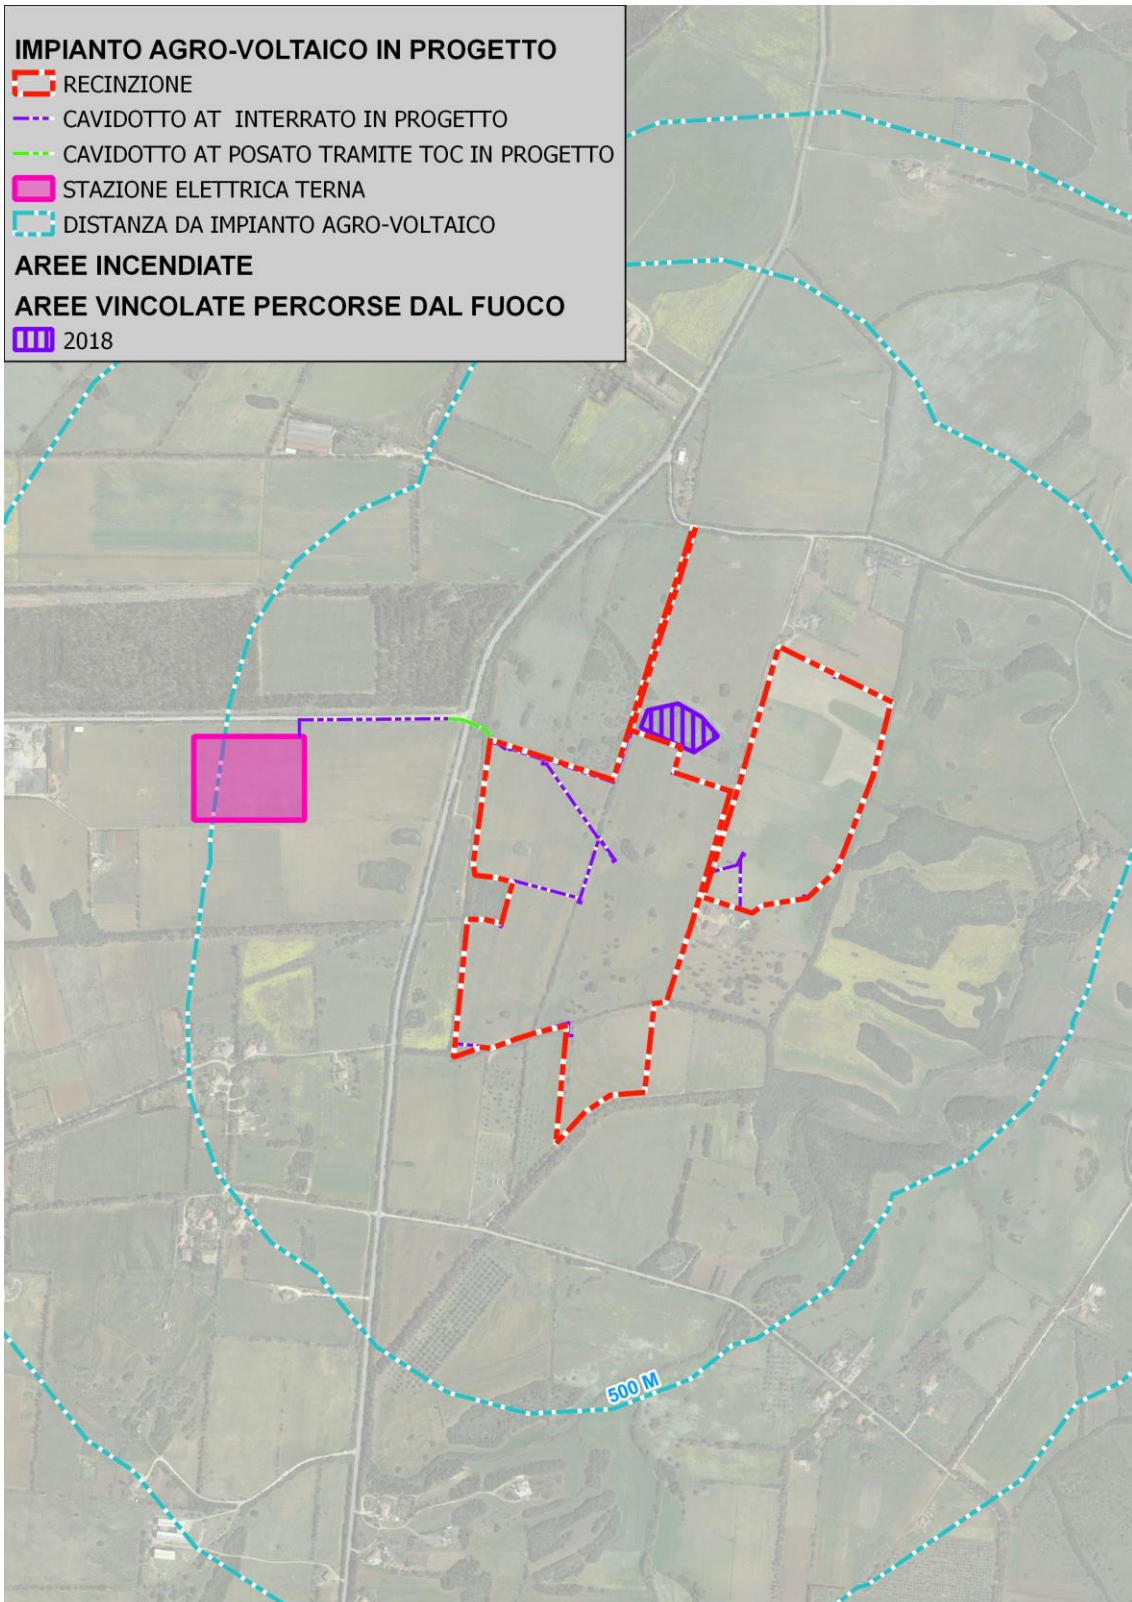 IMPIANTO AGRO-VOLTAICO IN PROGETTO
RECINZIONE
CAVIDOTTO AT INTERRATO IN PROGETTO
CAVIDOTTO AT POSATO TRAMITE TOC IN PROGETTO
STAZIONE ELETTRICA TERNA
DISTANZA DA IMPIANTO AGRO-VOLTAICO
AREE INCENDIATE
AREE VINCOLATE PERCORSE DAL FUOCO
2018
500 M